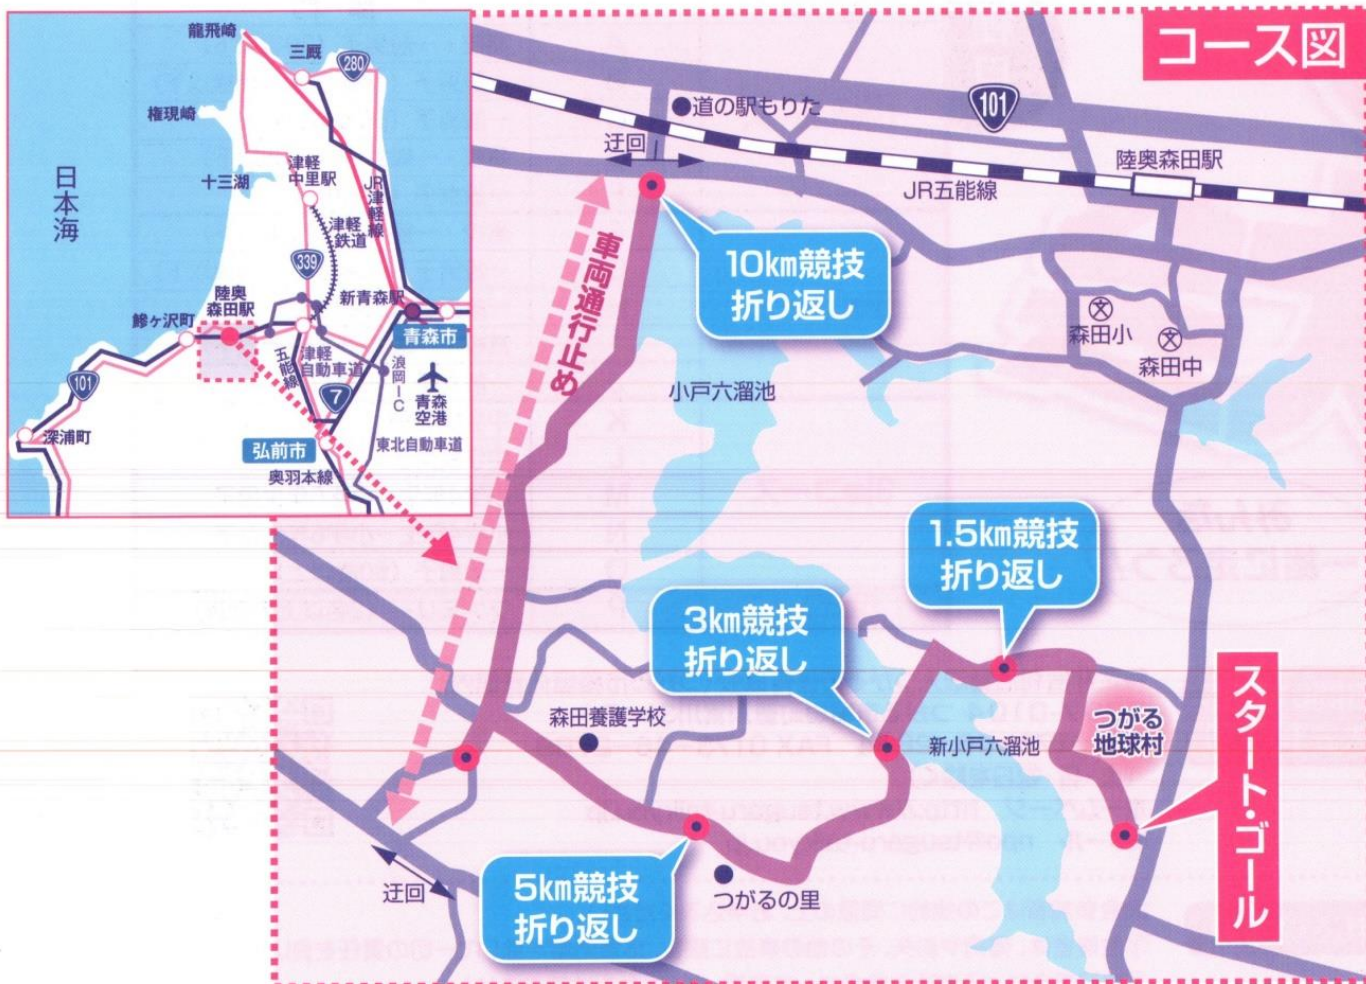 コース図
龍飛崎
三厩
280
権現崎
日本海
十三湖
津軽
中里駅
JR津軽線
津軽
鉄道
339
陸奥
森田駅
新青森駅
鰺ヶ沢町
青森市
五能線
津軽
自動車道
浪岡IC
青森
空港
101
7
深浦町
弘前市
東北自動車道
奥羽本線
道の駅もりた
101
迂回
陸奥森田駅
JR五能線
車両通行止め
10km競技
折り返し
森田小
森田中
小戸六溜池
1.5km競技
折り返し
3km競技
折り返し
森田養護学校
新小戸六溜池
つがる
地球村
スタート・ゴール
5km競技
折り返し
つがるの里
迂回